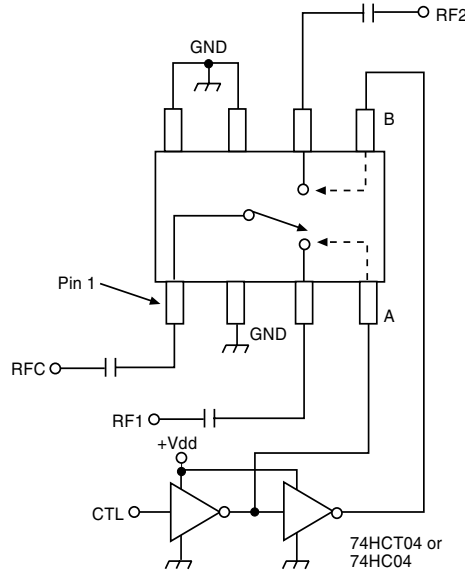 RF2
GND
B
Pin 1
A
GND
RFC
RF1
+Vdd
CTL
74HCT04 or
74HC04